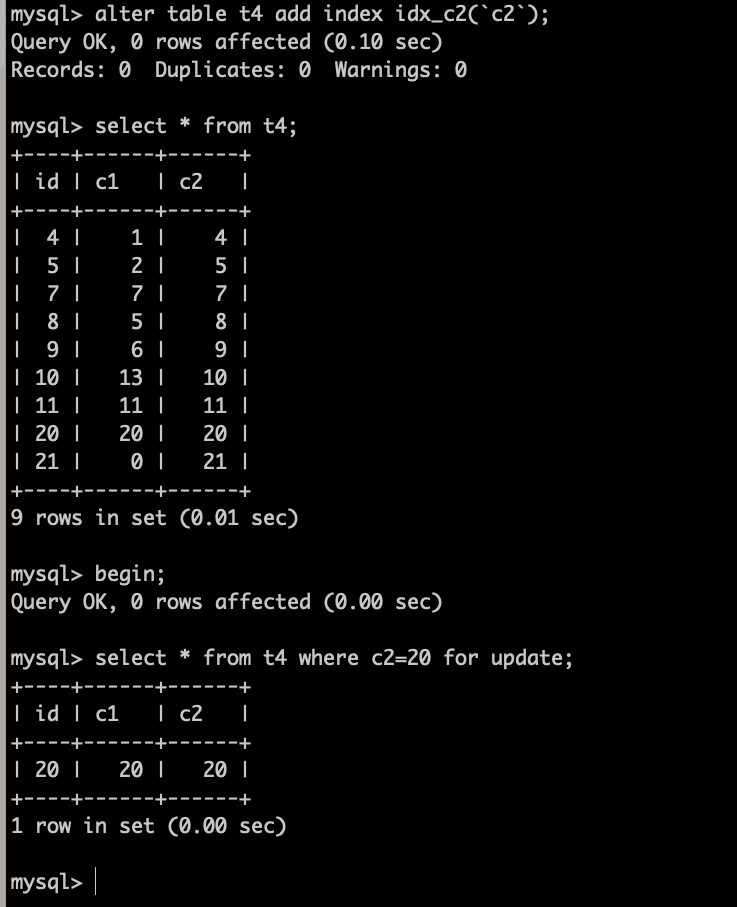 mysql> alter table t4 add index idx_c2(`c2`);
Query OK, 0 rows affected (0.10 sec)
Records: 0  Duplicates: 0  Warnings: 0

mysql> select * from t4;
+----+------+------+
| id | c1   | c2   |
+----+------+------+
|  4 |    1 |    4 |
|  5 |    2 |    5 |
|  7 |    7 |    7 |
|  8 |    5 |    8 |
|  9 |    6 |    9 |
| 10 |   13 |   10 |
| 11 |   11 |   11 |
| 20 |   20 |   20 |
| 21 |    0 |   21 |
+----+------+------+
9 rows in set (0.01 sec)

mysql> begin;
Query OK, 0 rows affected (0.00 sec)

mysql> select * from t4 where c2=20 for update;
+----+------+------+
| id | c1   | c2   |
+----+------+------+
| 20 |   20 |   20 |
+----+------+------+
1 row in set (0.00 sec)

mysql>